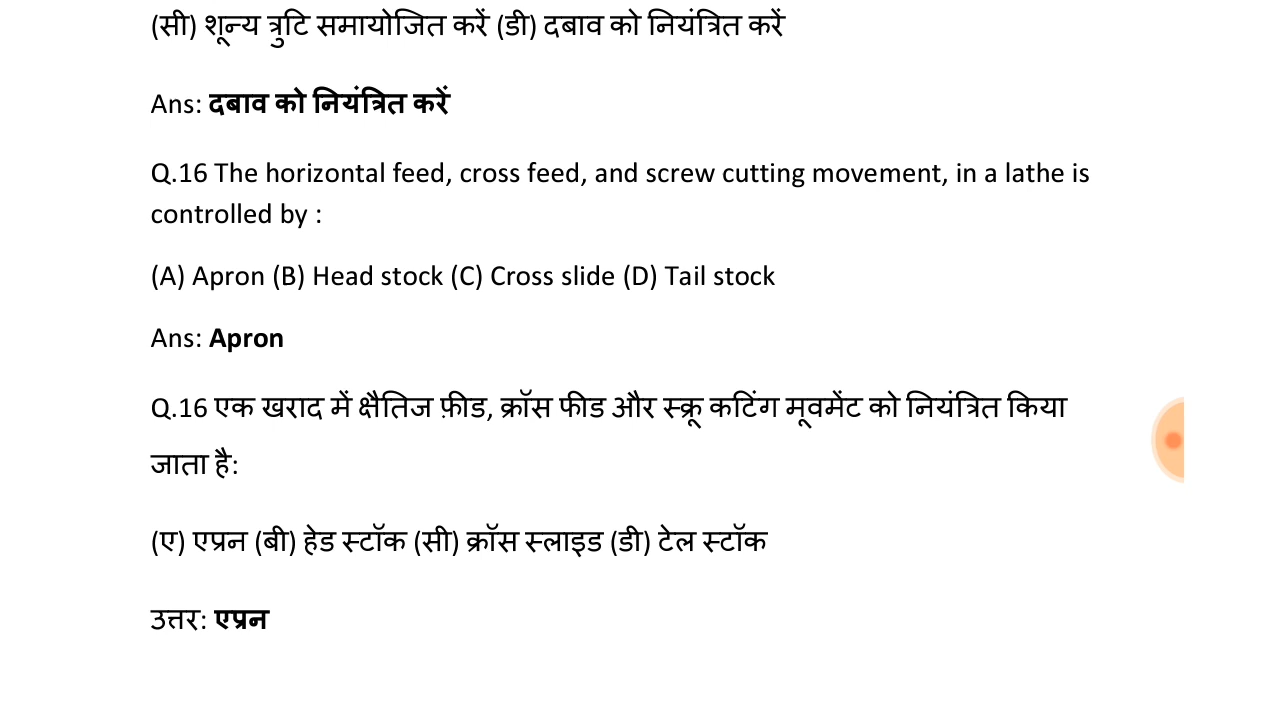 (सी) शून्य त्रुटि समायोजित करें (डी) दबाव को नियंत्रित करें
Ans: दबाव को नियंत्रित करें
Q.16 The horizontal feed, cross feed, and screw cutting movement, in a lathe is
controlled by :
(A) Apron (B) Head stock (C) Cross slide (D) Tail stock
Ans: Apron
Q.16 एक खराद में क्षैतिज फ़ीड, क्रॉस फीड और स्क्रू कटिंग मूवमेंट को नियंत्रित किया
जाता है:
(ए) एप्रन (बी) हेड स्टॉक (सी) क्रॉस स्लाइड (डी) टेल स्टॉक
उत्तर: एप्रन